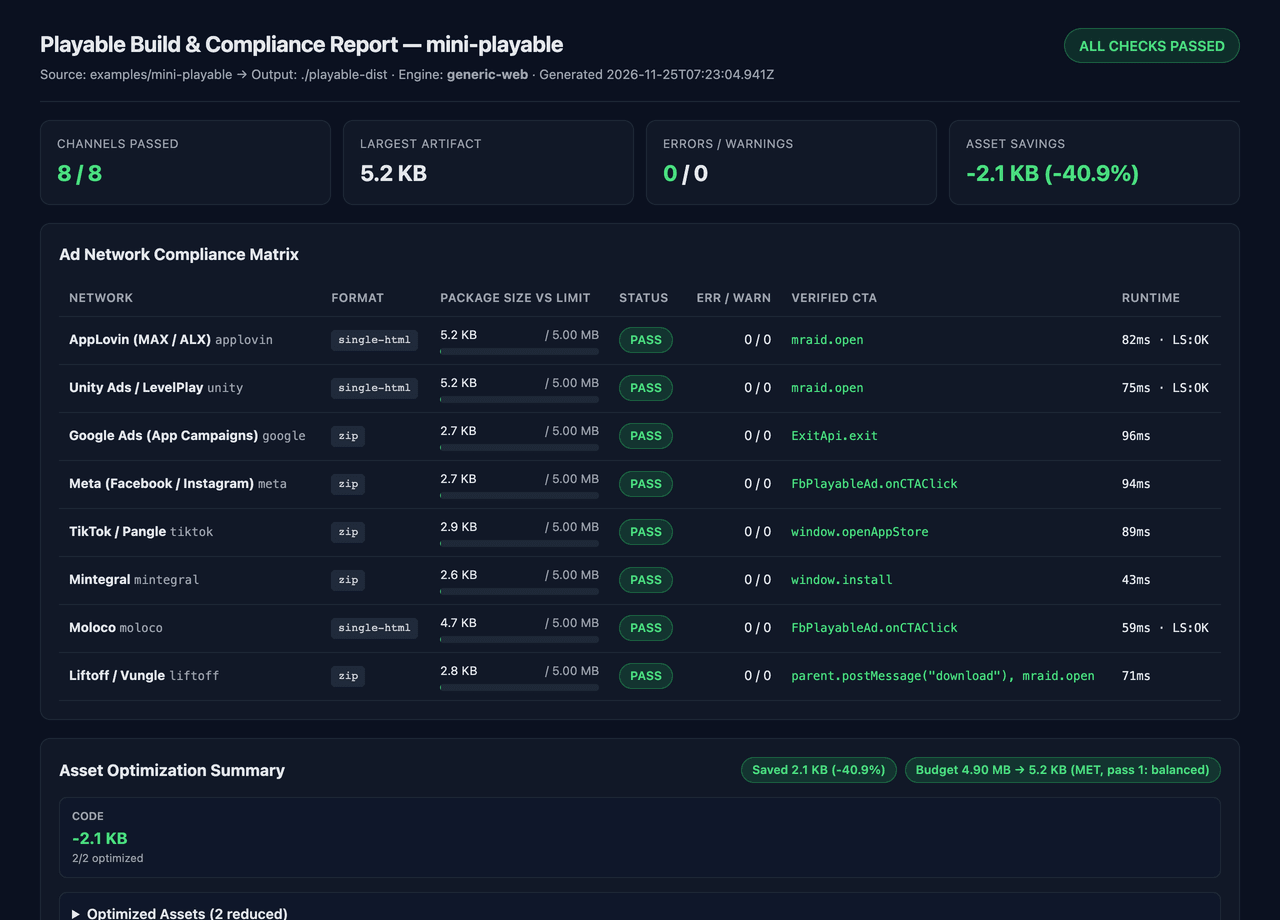 Playable Build & Compliance Report — mini-playable
ALL CHECKS PASSED
Source: examples/mini-playable → Output: ./playable-dist · Engine: generic-web · Generated 2026-11-25T07:23:04.941Z
CHANNELS PASSED
8 / 8
LARGEST ARTIFACT
5.2 KB
ERRORS / WARNINGS
0 / 0
ASSET SAVINGS
-2.1 KB (-40.9%)
Ad Network Compliance Matrix
NETWORK FORMAT PACKAGE SIZE VS LIMIT STATUS ERR / WARN VERIFIED CTA RUNTIME
AppLovin (MAX / ALX) applovin single-html 5.2 KB / 5.00 MB PASS 0 / 0 mraid.open 82ms · LS:OK
Unity Ads / LevelPlay unity single-html 5.2 KB / 5.00 MB PASS 0 / 0 mraid.open 75ms · LS:OK
Google Ads (App Campaigns) google zip 2.7 KB / 5.00 MB PASS 0 / 0 ExitApi.exit 96ms
Meta (Facebook / Instagram) meta zip 2.7 KB / 5.00 MB PASS 0 / 0 FbPlayableAd.onCTAClick 94ms
TikTok / Pangle tiktok zip 2.9 KB / 5.00 MB PASS 0 / 0 window.openAppStore 89ms
Mintegral mintegral zip 2.6 KB / 5.00 MB PASS 0 / 0 window.install 43ms
Moloco moloco single-html 4.7 KB / 5.00 MB PASS 0 / 0 FbPlayableAd.onCTAClick 59ms · LS:OK
Liftoff / Vungle liftoff zip 2.8 KB / 5.00 MB PASS 0 / 0 parent.postMessage("download"), mraid.open 71ms
Asset Optimization Summary
Saved 2.1 KB (-40.9%)
Budget 4.90 MB → 5.2 KB (MET, pass 1: balanced)
CODE
-2.1 KB
2/2 optimized
▶ Optimized Assets (2 reduced)